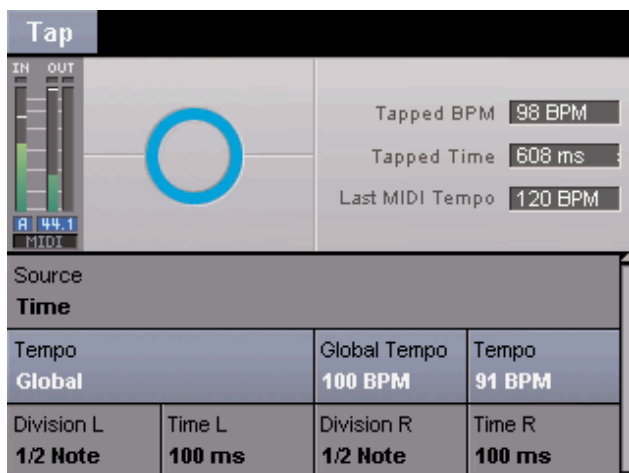 Tap
IN OUT
Tapped BPM 98 BPM
Tapped Time 608 ms
Last MIDI Tempo 120 BPM
A 44.1
MIDI
Source
Time
Tempo Global Tempo Tempo
Global 100 BPM 91 BPM
Division L Time L Division R Time R
1/2 Note 100 ms 1/2 Note 100 ms